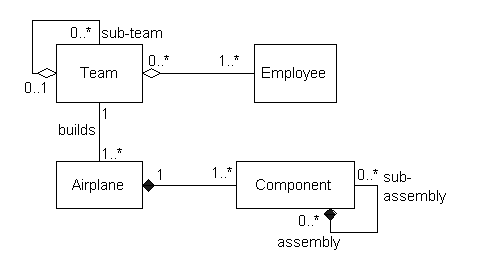 0..* sub-team
0..* 1..*
Team Employee
0..1
1
builds
1..*
1 1..* 0..* sub-
Airplane Component assembly
0..*
assembly